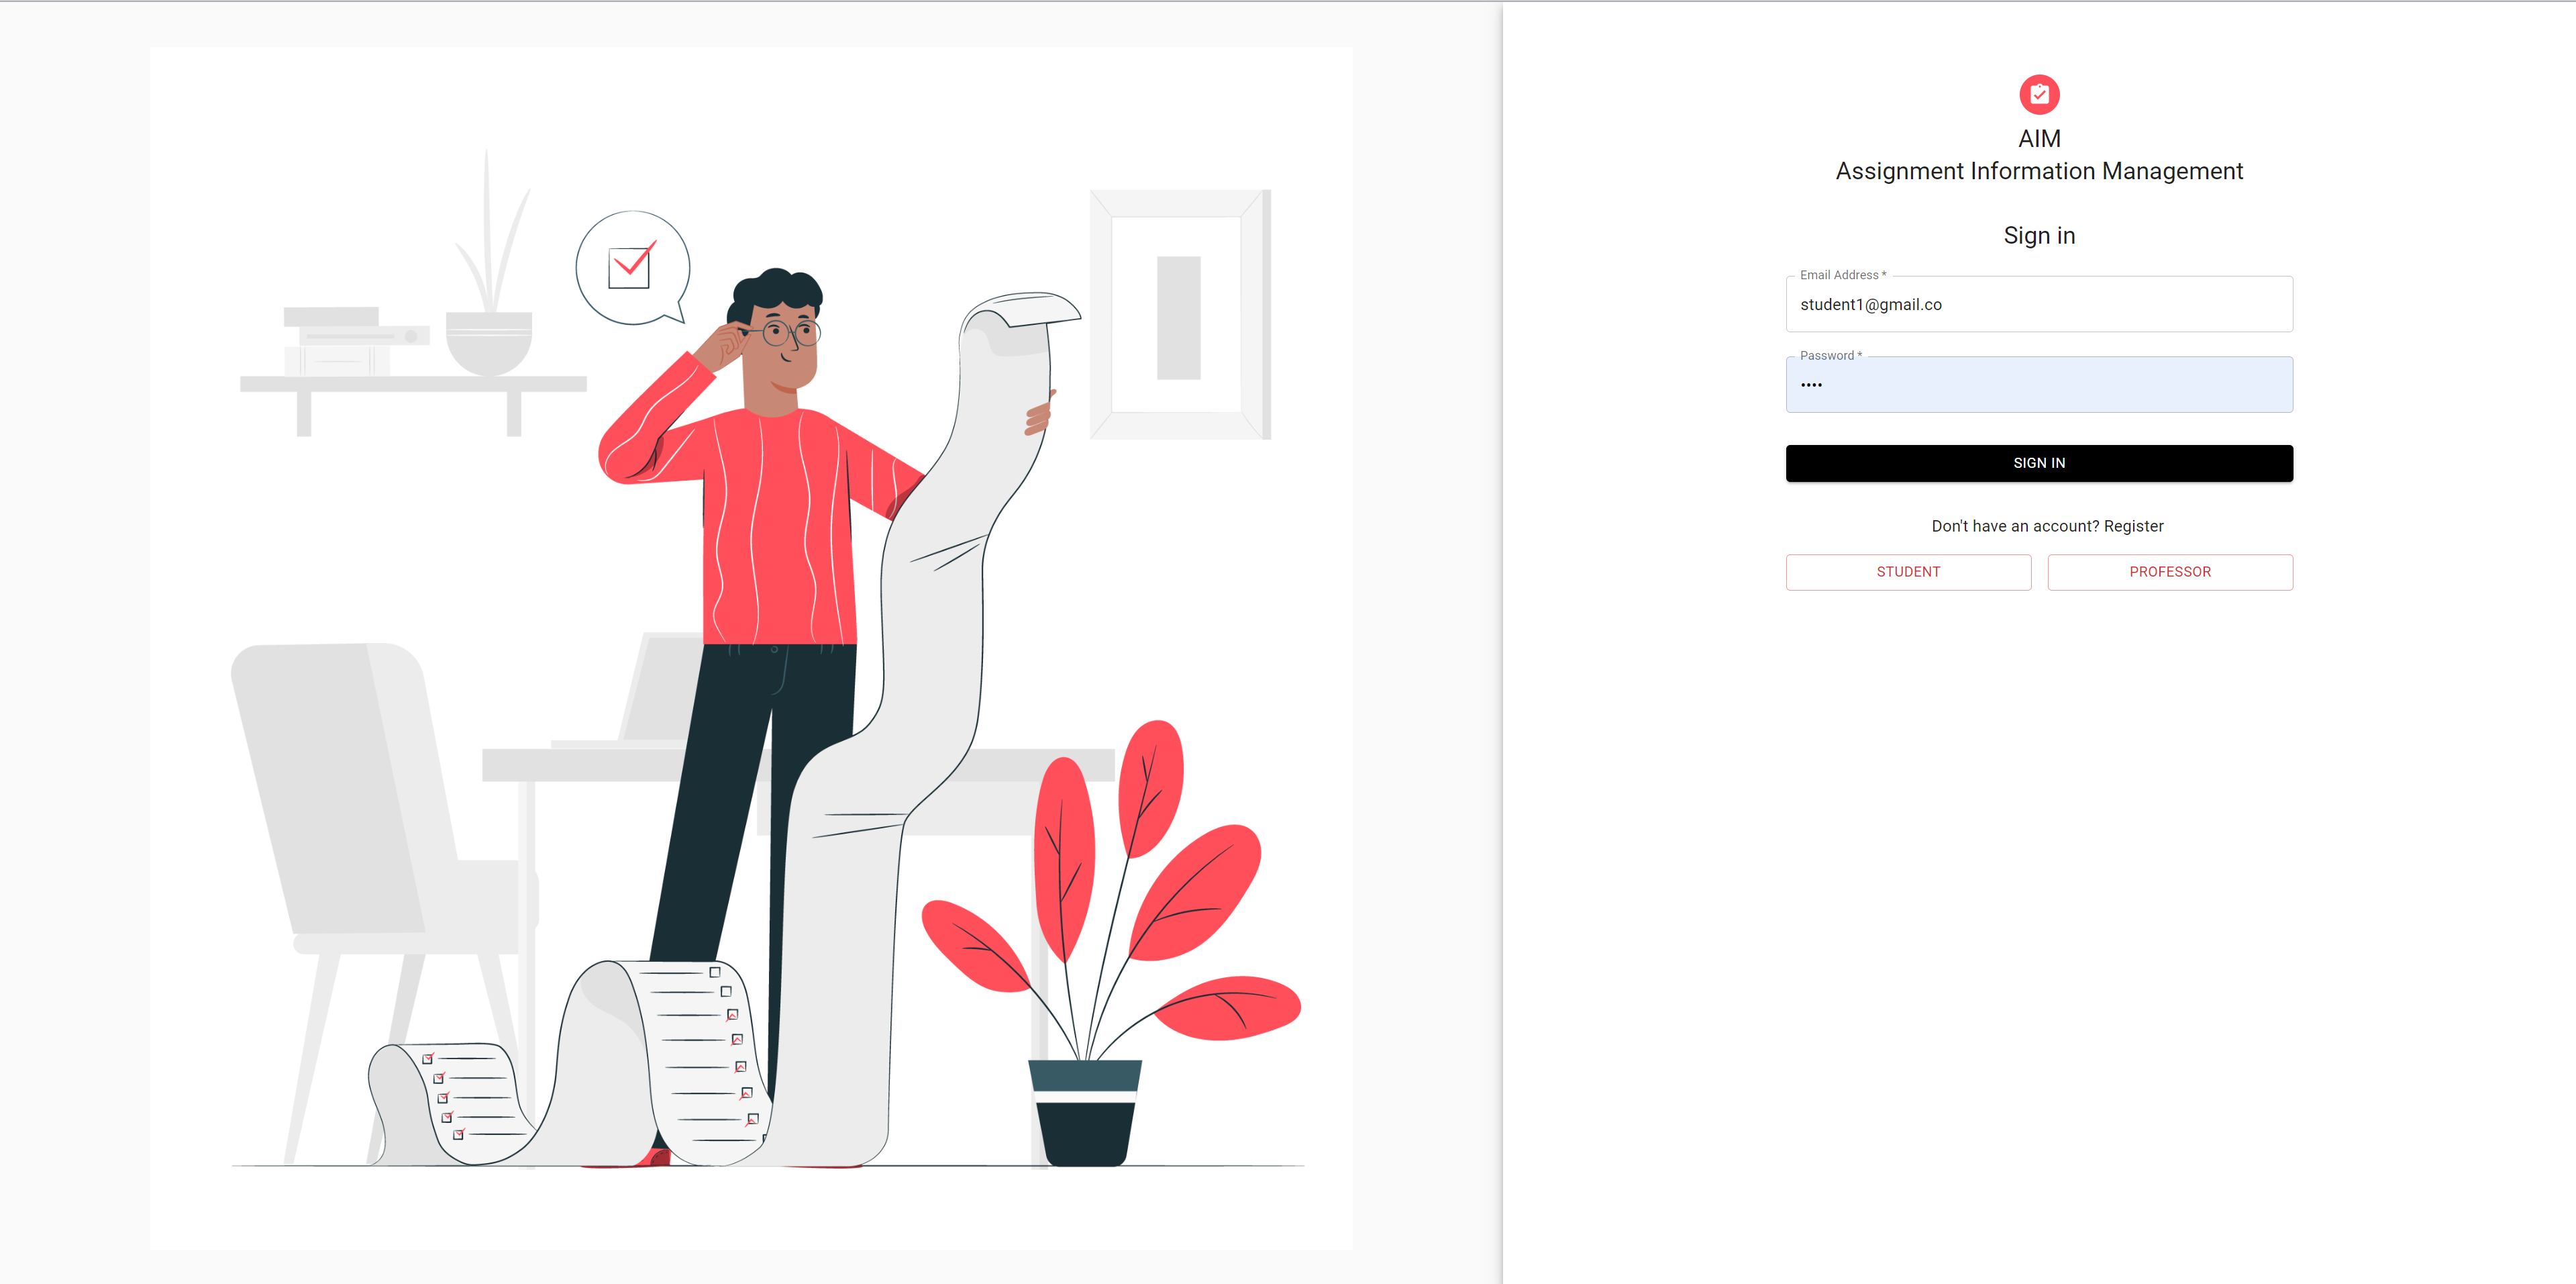 AIM
Assignment Information Management
Sign in
Email Address *
student1@gmail.co
Password *
••••
SIGN IN
Don't have an account? Register
STUDENT
PROFESSOR